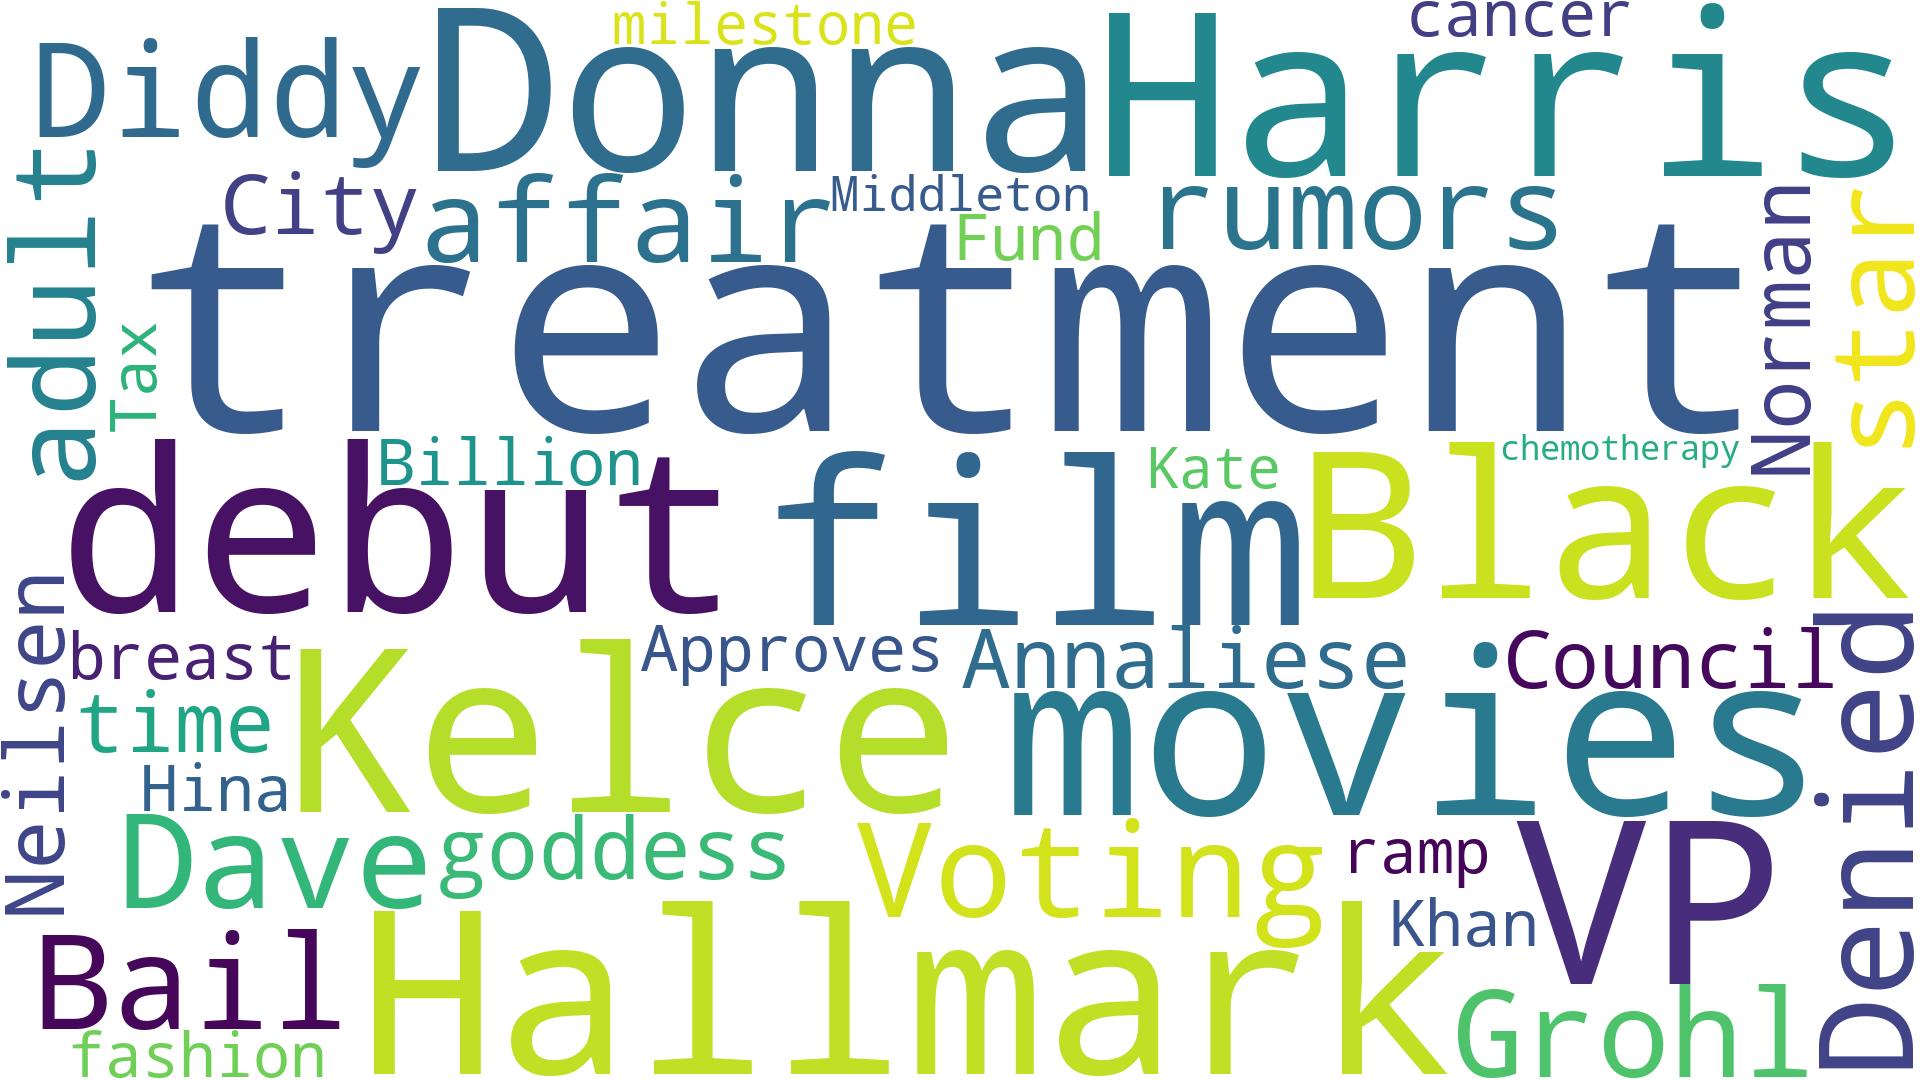 milestone
cancer
Diddy
Donna
Harris
adult
City
affair
Middleton
Fund
rumors
Norman
star
Tax
treatment
debut
Billion
film
Kate
chemotherapy
Black
Neilsen
breast
Approves
Annaliese
Council
Denied
time
Kelce
movies
Hina
Dave
goddess
Voting
ramp
VP
Khan
Bail
Hallmark
Grohl
fashion